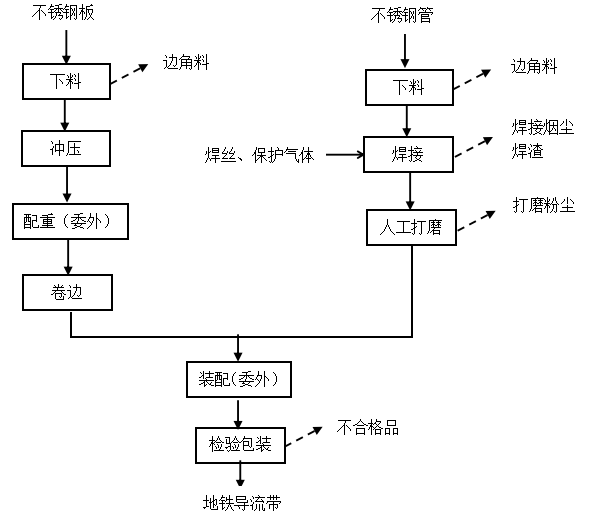 不锈钢板
不锈钢管
下料
边角料
下料
边角料
冲压
焊丝、保护气体
焊接
焊接烟尘
焊渣
配重（委外）
人工打磨
打磨粉尘
卷边
装配（委外）
检验包装
不合格品
地铁导流带